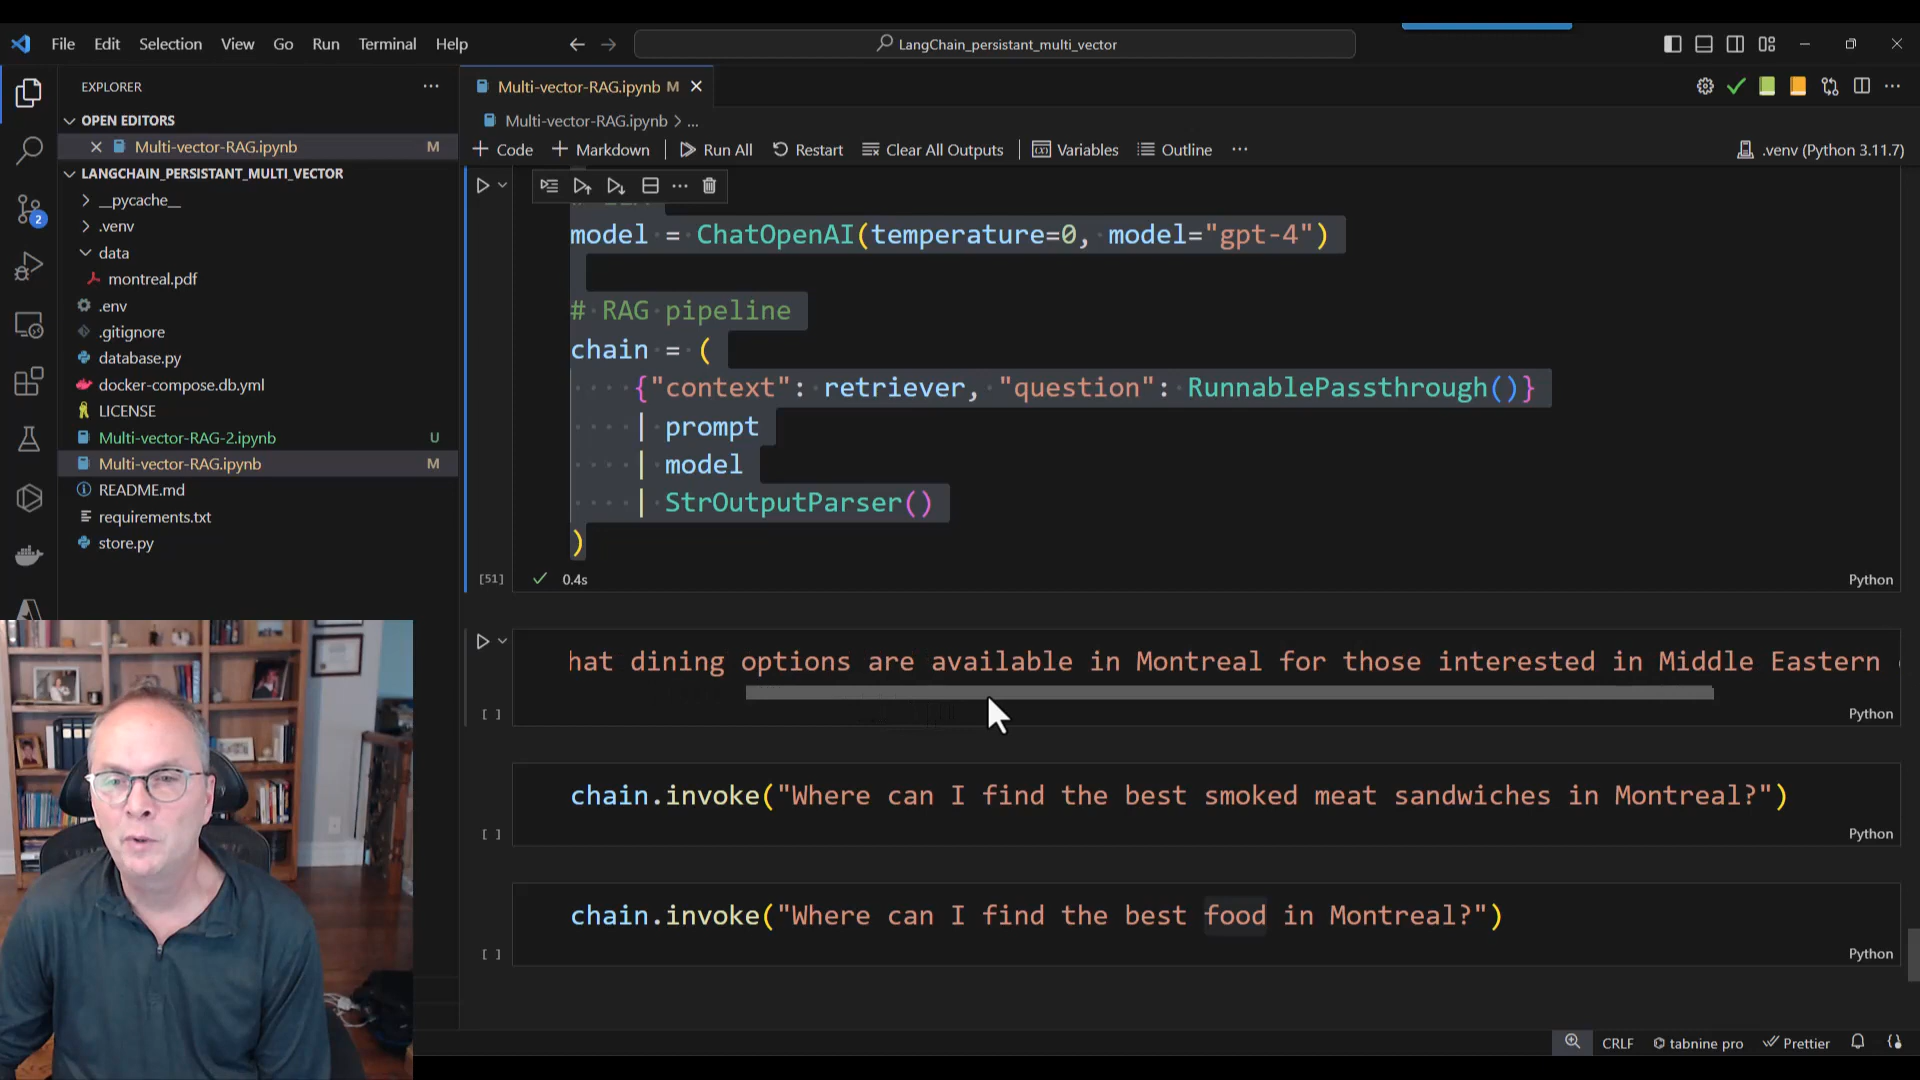 File Edit Selection View Go Run Terminal Help
LangChain_persistant_multi_vector
EXPLORER
OPEN EDITORS
Multi-vector-RAG.ipynb M
LANGCHAIN_PERSISTANT_MULTI_VECTOR
__pycache__
.venv
data
montreal.pdf
.env
.gitignore
database.py
docker-compose.db.yml
LICENSE
Multi-vector-RAG-2.ipynb U
Multi-vector-RAG.ipynb M
README.md
requirements.txt
store.py
2
Multi-vector-RAG.ipynb M
Multi-vector-RAG.ipynb > ...
+ Code + Markdown Run All Restart Clear All Outputs Variables Outline ... .venv (Python 3.11.7)
model = ChatOpenAI(temperature=0, model="gpt-4")
# RAG pipeline
chain = (
{"context": retriever, "question": RunnablePassthrough()}
| prompt
| model
| StrOutputParser()
)
[51] 0.4s Python
hat dining options are available in Montreal for those interested in Middle Eastern
[ ] Python
chain.invoke("Where can I find the best smoked meat sandwiches in Montreal?")
[ ] Python
chain.invoke("Where can I find the best food in Montreal?")
[ ] Python
CRLF tabnine pro Prettier